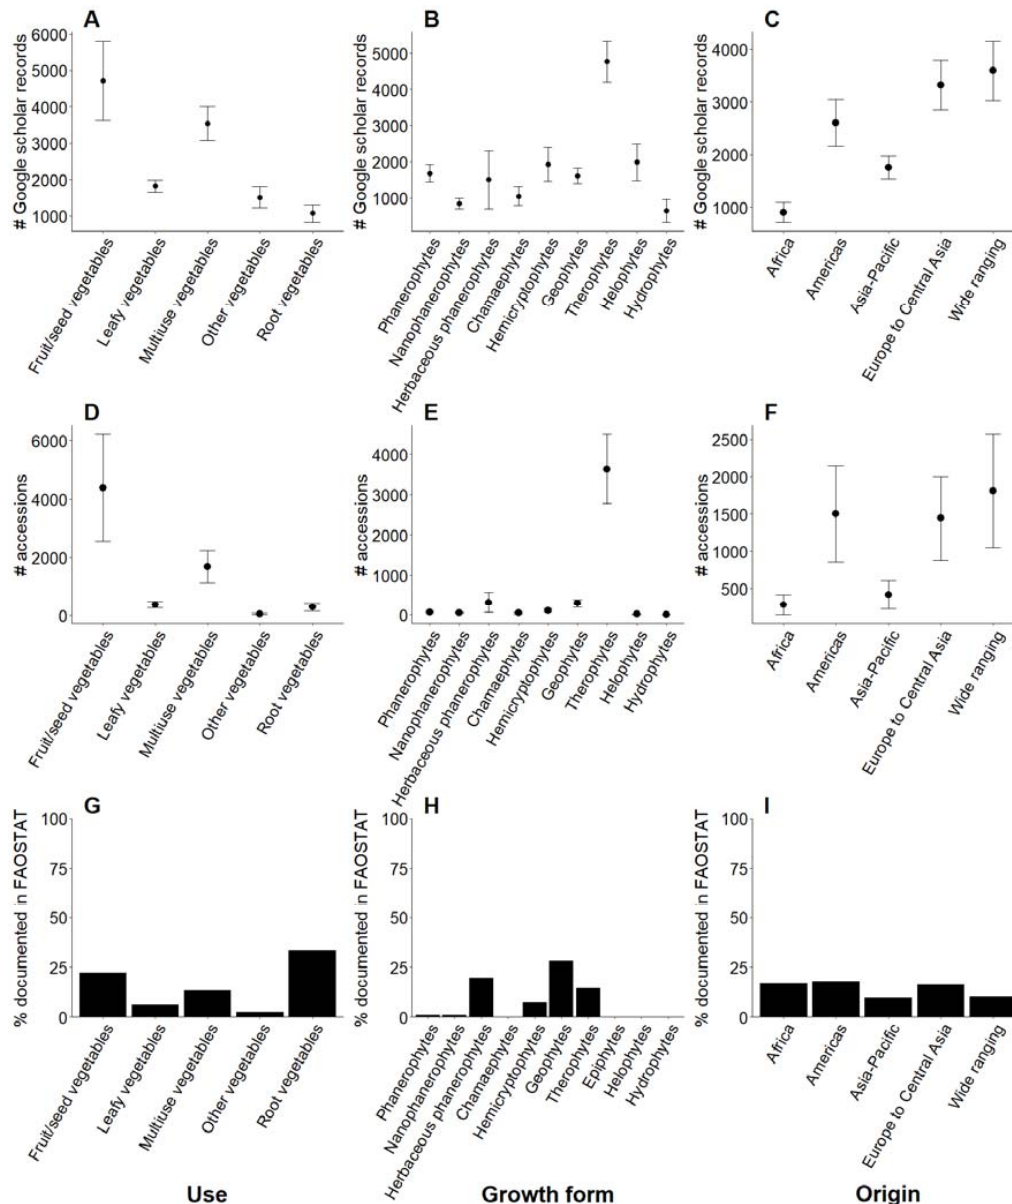 A
# Google scholar records
6000
5000
4000
3000
2000
1000
Fruit/seed vegetables
Leafy vegetables
Multiuse vegetables
Other vegetables
Root vegetables
B
# Google scholar records
5000
4000
3000
2000
1000
Phanerophytes
Nanophanerophytes
Herbaceous phanerophytes
Chamaephytes
Hemicryptophytes
Geophytes
Therophytes
Helophytes
Hydrophytes
C
# Google scholar records
4000
3000
2000
1000
Africa
Americas
Asia-Pacific
Europe to Central Asia
Wide ranging
D
# accessions
6000
4000
2000
0
Fruit/seed vegetables
Leafy vegetables
Multiuse vegetables
Other vegetables
Root vegetables
E
# accessions
4000
3000
2000
1000
0
Phanerophytes
Nanophanerophytes
Herbaceous phanerophytes
Chamaephytes
Hemicryptophytes
Geophytes
Therophytes
Helophytes
Hydrophytes
F
# accessions
2500
2000
1500
1000
500
Africa
Americas
Asia-Pacific
Europe to Central Asia
Wide ranging
G
% documented in FAOSTAT
100
75
50
25
0
Fruit/seed vegetables
Leafy vegetables
Multiuse vegetables
Other vegetables
Root vegetables
Use
H
% documented in FAOSTAT
100
75
50
25
0
Phanerophytes
Nanophanerophytes
Herbaceous phanerophytes
Chamaephytes
Hemicryptophytes
Geophytes
Therophytes
Epiphytes
Helophytes
Hydrophytes
Growth form
I
% documented in FAOSTAT
100
75
50
25
0
Africa
Americas
Asia-Pacific
Europe to Central Asia
Wide ranging
Origin